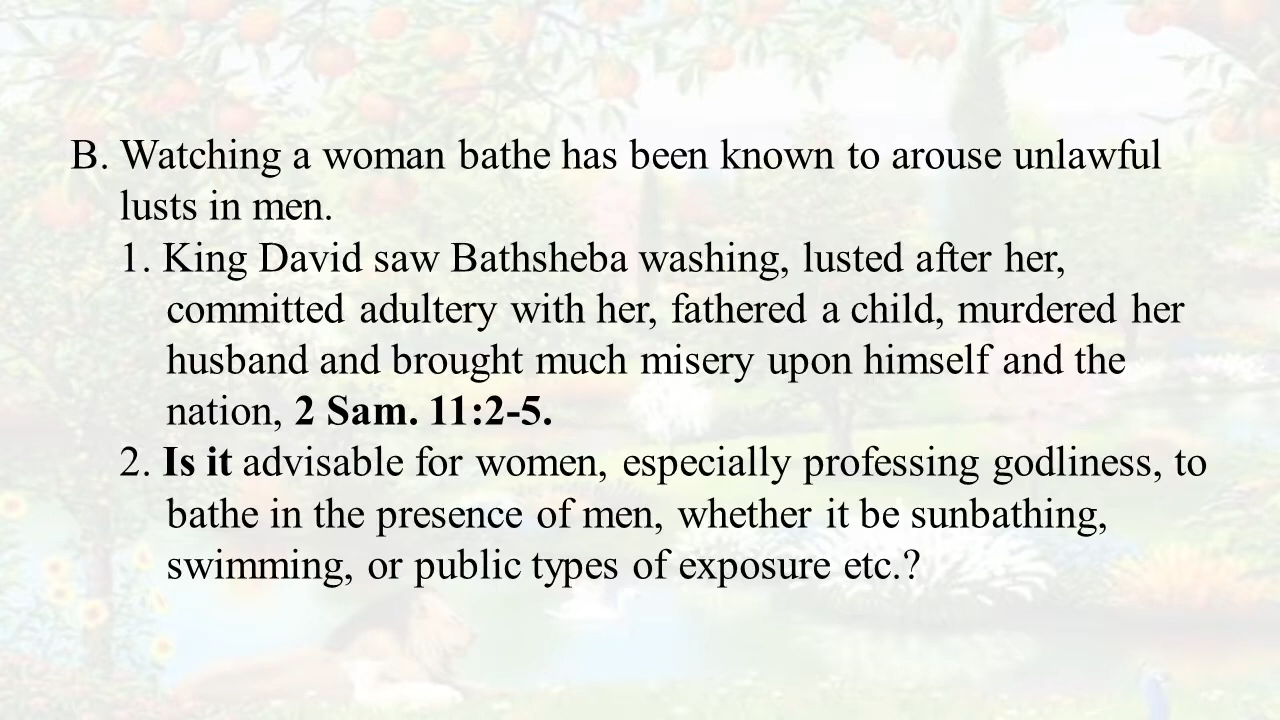 B. Watching a woman bathe has been known to arouse unlawful
lusts in men.
1. King David saw Bathsheba washing, lusted after her,
committed adultery with her, fathered a child, murdered her
husband and brought much misery upon himself and the
nation, 2 Sam. 11:2-5.
2. Is it advisable for women, especially professing godliness, to
bathe in the presence of men, whether it be sunbathing,
swimming, or public types of exposure etc.?